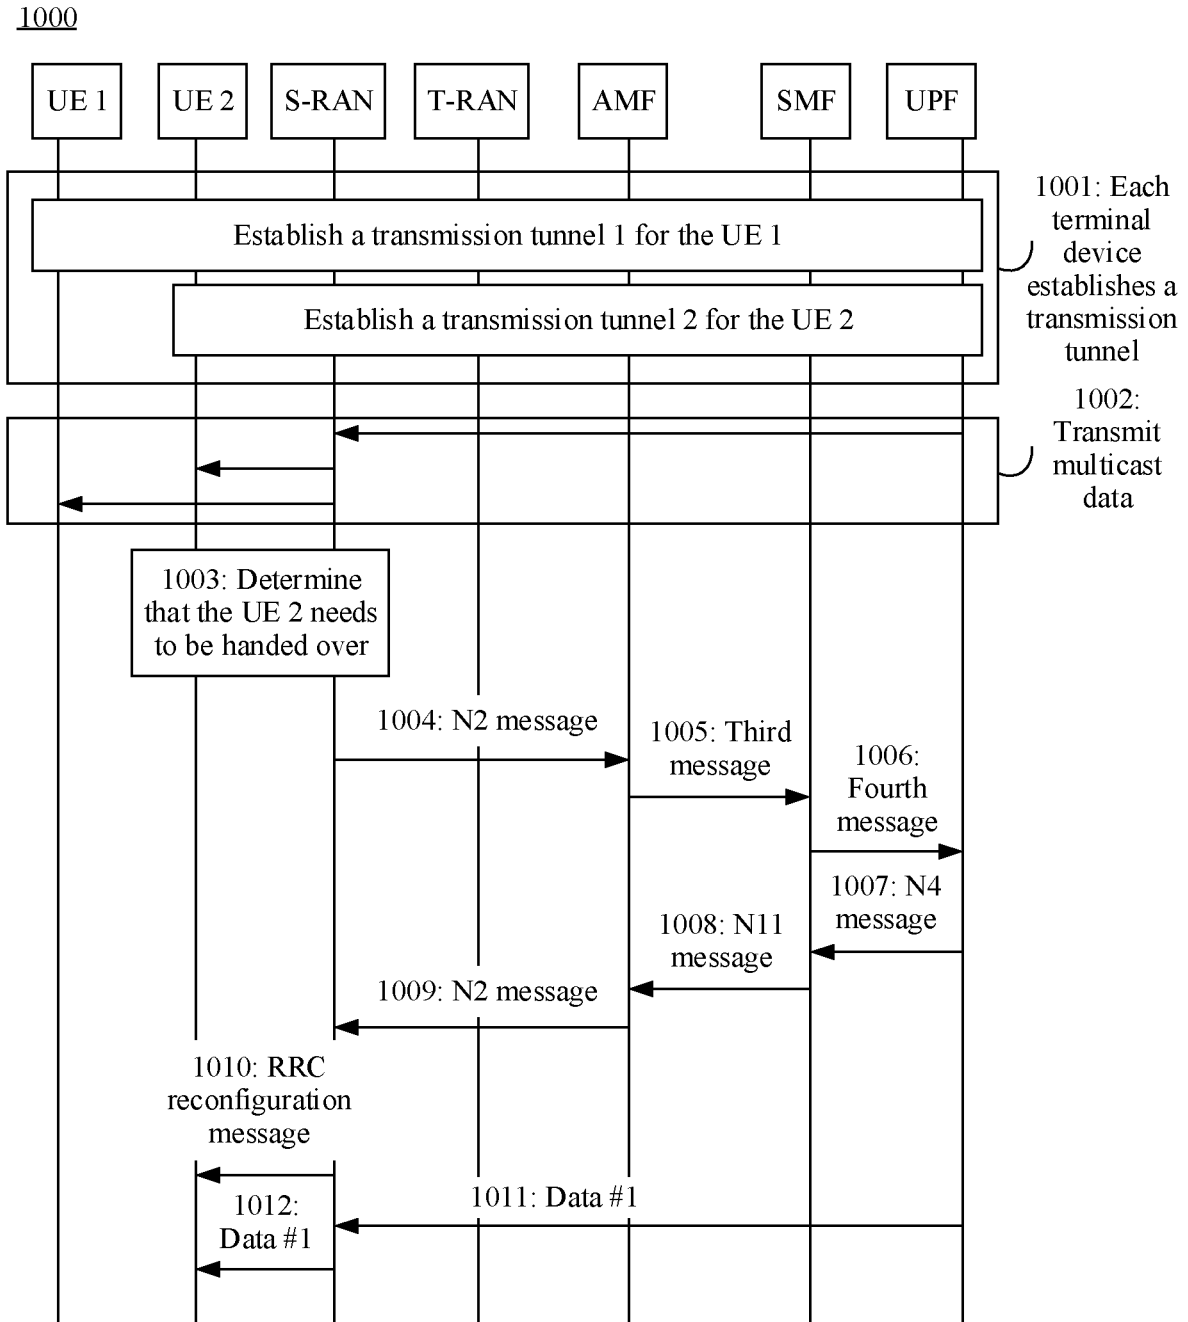 1000
UE 1
UE 2
S-RAN
T-RAN
AMF
SMF
UPF
1001: Each
terminal
device
establishes a
transmission
tunnel
Establish a transmission tunnel 1 for the UE 1
Establish a transmission tunnel 2 for the UE 2
1002:
Transmit
multicast
data
1003: Determine
that the UE 2 needs
to be handed over
1004: N2 message
1005: Third
message
1006:
Fourth
message
1007: N4
message
1008: N11
message
1009: N2 message
1010: RRC
reconfiguration
message
1011: Data #1
1012:
Data #1